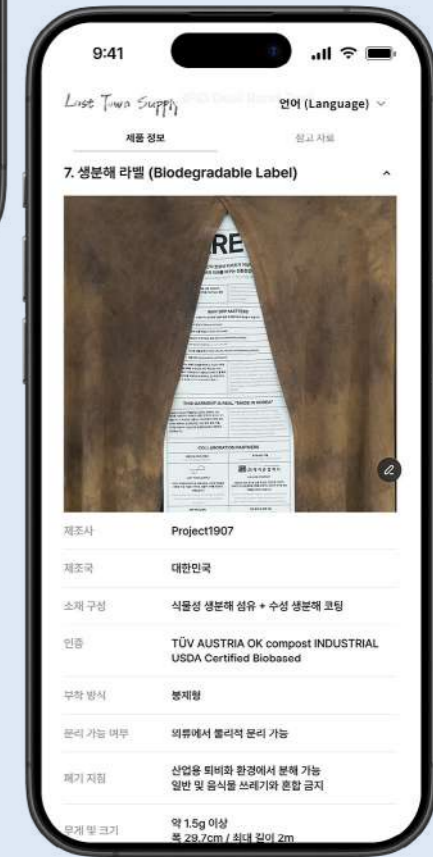 9:41
Last Town Supply
언어 (Language)
제품 정보
참고 자료
7. 생분해 라벨 (Biodegradable Label)
RE
WHY DPP MATTERS
THIS GARMENT IS REAL, "MADE IN KOREA"
COLLABORATION PARTNERS
제조사 Project1907
제조국 대한민국
소재 구성 식물성 생분해 섬유 + 수성 생분해 코팅
인증 TÜV AUSTRIA OK compost INDUSTRIAL
USDA Certified Biobased
부착 방식 봉제형
분리 가능 여부 의류에서 물리적 분리 가능
폐기 지침 산업용 퇴비화 환경에서 분해 가능
일반 및 음식물 쓰레기와 혼합 금지
무게 및 크기 약 1.5g 이상
폭 29.7cm / 최대 길이 2m